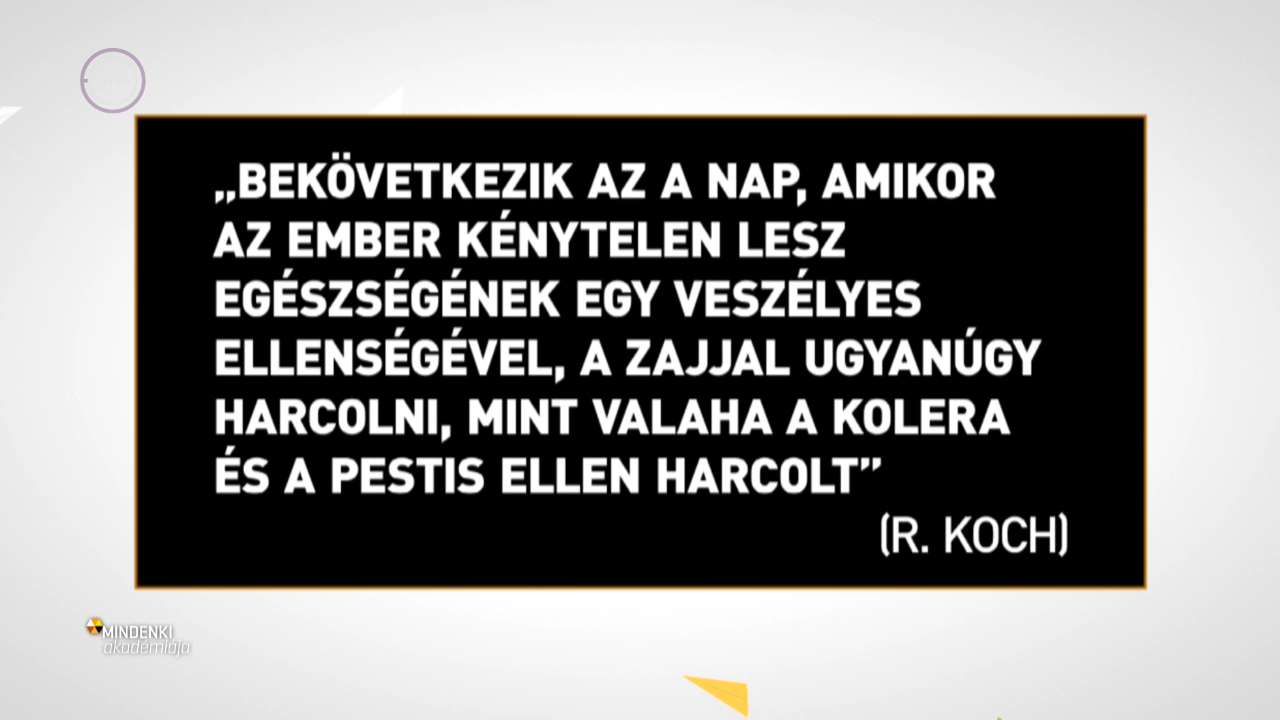 „BEKÖVETKEZIK AZ A NAP, AMIKOR
AZ EMBER KÉNYTELEN LESZ
EGÉSZSÉGÉNEK EGY VESZÉLYES
ELLENSÉGÉVEL, A ZAJJAL UGYANÚGY
HARCOLNI, MINT VALAHA A KOLERA
ÉS A PESTIS ELLEN HARCOLT”
(R. KOCH)
MINDENKI
akadémiája